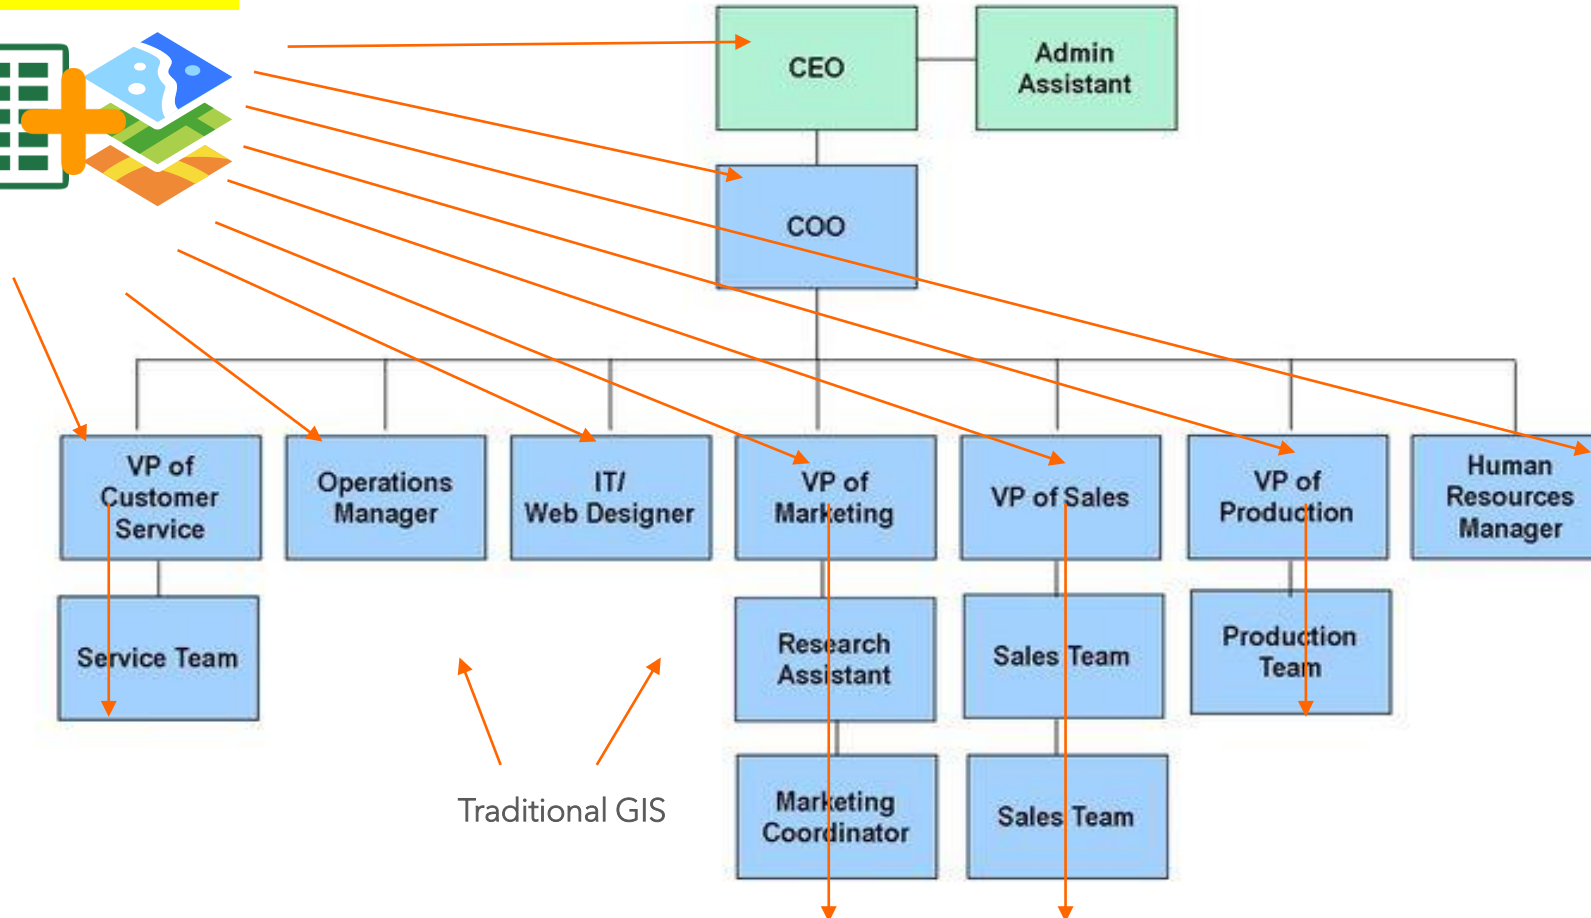 CEO
Admin
Assistant
COO
VP of
Customer
Service
Operations
Manager
IT/
Web Designer
VP of
Marketing
VP of Sales
VP of
Production
Human
Resources
Manager
Service Team
Research
Assistant
Sales Team
Production
Team
Traditional GIS
Marketing
Coordinator
Sales Team